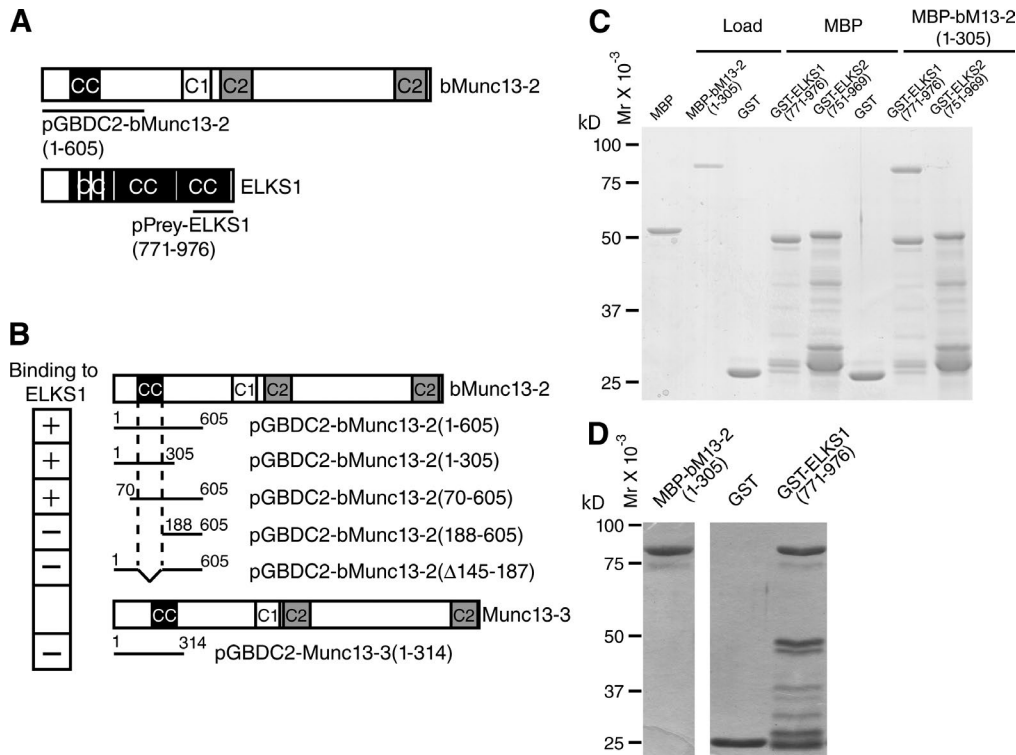 A
CC
C1
C2
C2
bMunc13-2
pGBDC2-bMunc13-2
(1-605)
CC
CC
CC
ELKS1
pPrey-ELKS1
(771-976)
B
Binding to
ELKS1
CC
C1
C2
C2
bMunc13-2
+
1
605
pGBDC2-bMunc13-2(1-605)
+
1
305
pGBDC2-bMunc13-2(1-305)
+
70
605
pGBDC2-bMunc13-2(70-605)
−
188
605
pGBDC2-bMunc13-2(188-605)
−
1
605
pGBDC2-bMunc13-2(Δ145-187)
CC
C1
C2
C2
Munc13-3
−
1
314
pGBDC2-Munc13-3(1-314)
C
Load
MBP
MBP-bM13-2
(1-305)
Mr X 10-3
kD
MBP
MBP-bM13-2
(1-305)
GST
GST-ELKS1
(771-976)
GST-ELKS2
(751-969)
GST
GST-ELKS1
(771-976)
GST-ELKS2
(751-969)
100
75
50
37
25
D
Mr X 10-3
kD
MBP-bM13-2
(1-305)
GST
GST-ELKS1
(771-976)
100
75
50
37
25